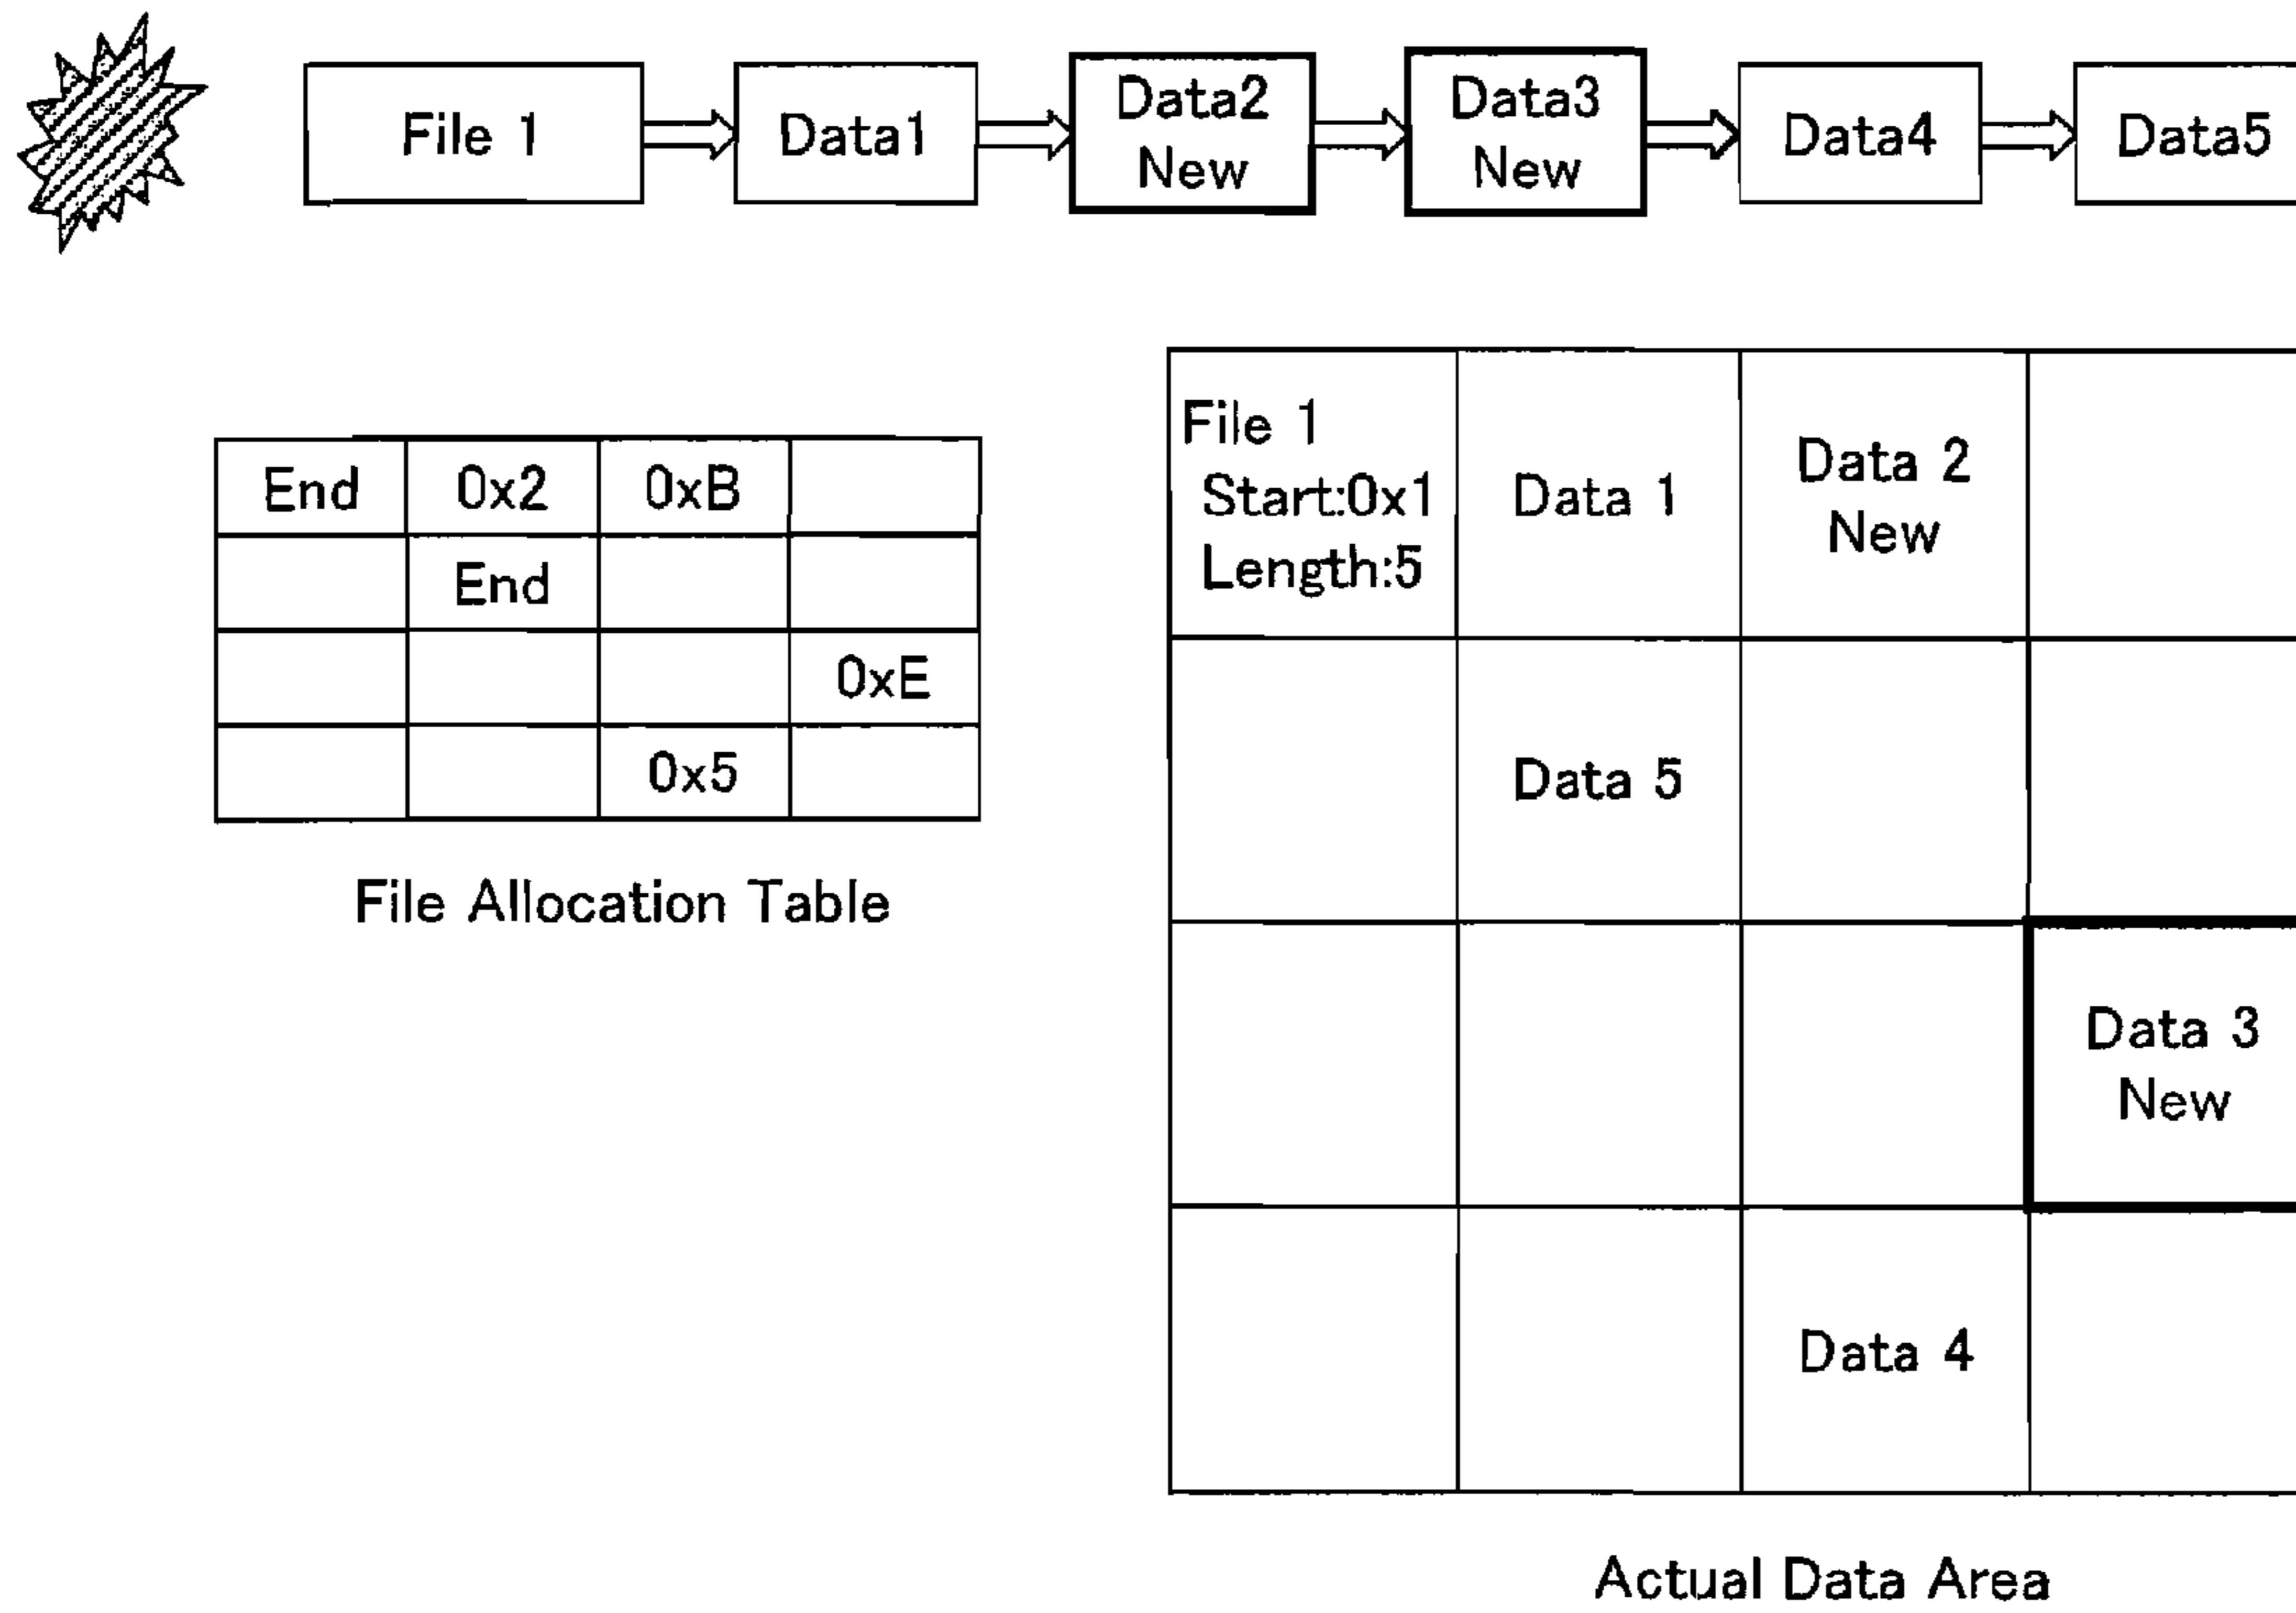 File 1
Data1
Data2
New
Data3
New
Data4
Data5
End
0x2
0xB
End
0xE
0x5
File Allocation Table
File 1
Start:0x1
Length:5
Data 1
Data 2
New
Data 5
Data 3
New
Data 4
Actual Data Area